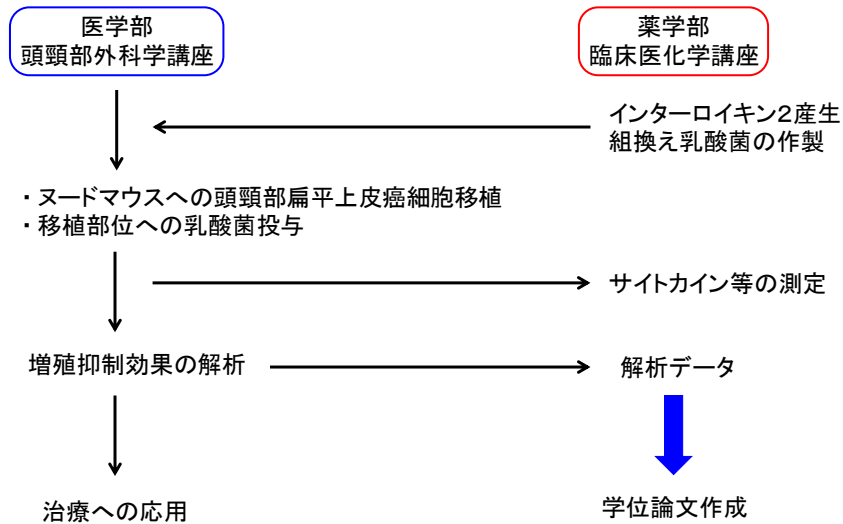 医学部
頭頸部外科学講座
薬学部
臨床医化学講座
インターロイキン2産生
組換え乳酸菌の作製
・ヌードマウスへの頭頸部扁平上皮癌細胞移植
・移植部位への乳酸菌投与
サイトカイン等の測定
増殖抑制効果の解析
解析データ
治療への応用
学位論文作成